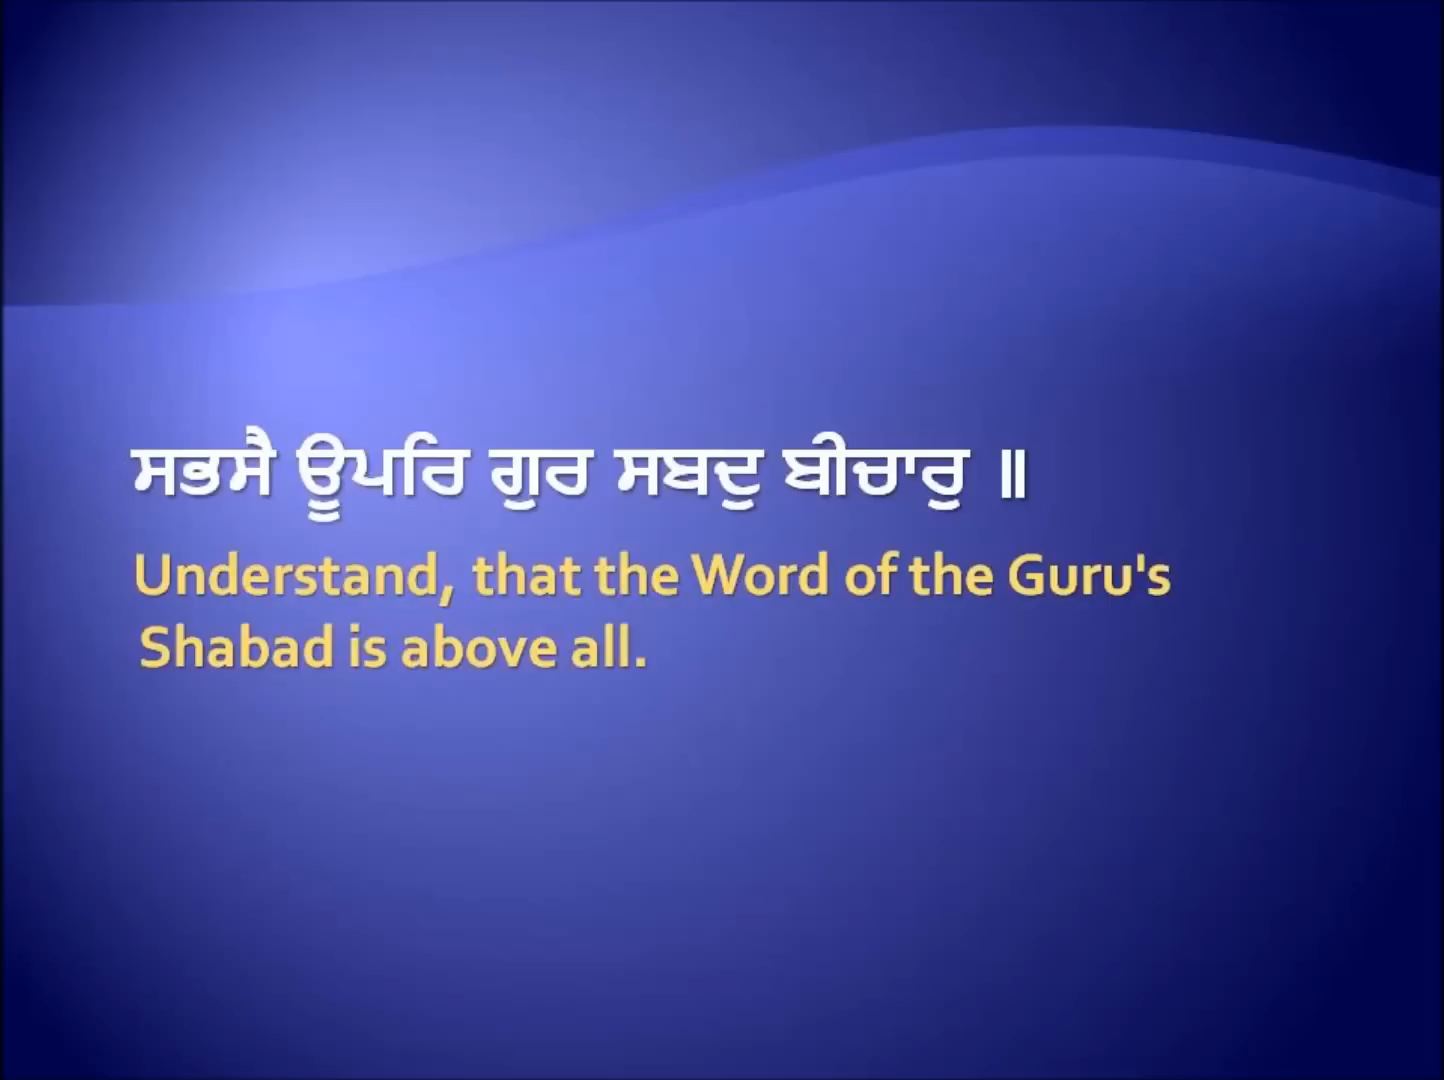 ਸਭਸੈ ਊਪਰਿ ਗੁਰ ਸਬਦੁ ਬੀਚਾਰੁ ॥
Understand, that the Word of the Guru's
Shabad is above all.